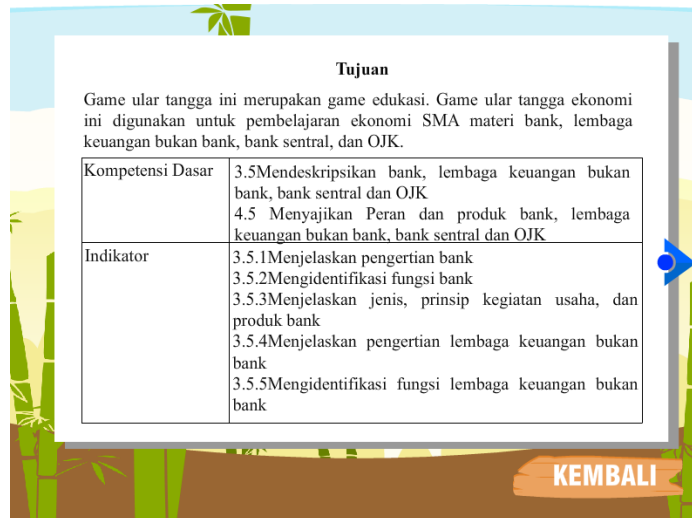 Tujuan
Game ular tangga ini merupakan game edukasi. Game ular tangga ekonomi
ini digunakan untuk pembelajaran ekonomi SMA materi bank, lembaga
keuangan bukan bank, bank sentral, dan OJK.
Kompetensi Dasar
3.5Mendeskripsikan bank, lembaga keuangan bukan
bank, bank sentral dan OJK
4.5 Menyajikan Peran dan produk bank, lembaga
keuangan bukan bank, bank sentral dan OJK
Indikator
3.5.1Menjelaskan pengertian bank
3.5.2Mengidentifikasi fungsi bank
3.5.3Menjelaskan jenis, prinsip kegiatan usaha, dan
produk bank
3.5.4Menjelaskan pengertian lembaga keuangan bukan
bank
3.5.5Mengidentifikasi fungsi lembaga keuangan bukan
bank
KEMBALI